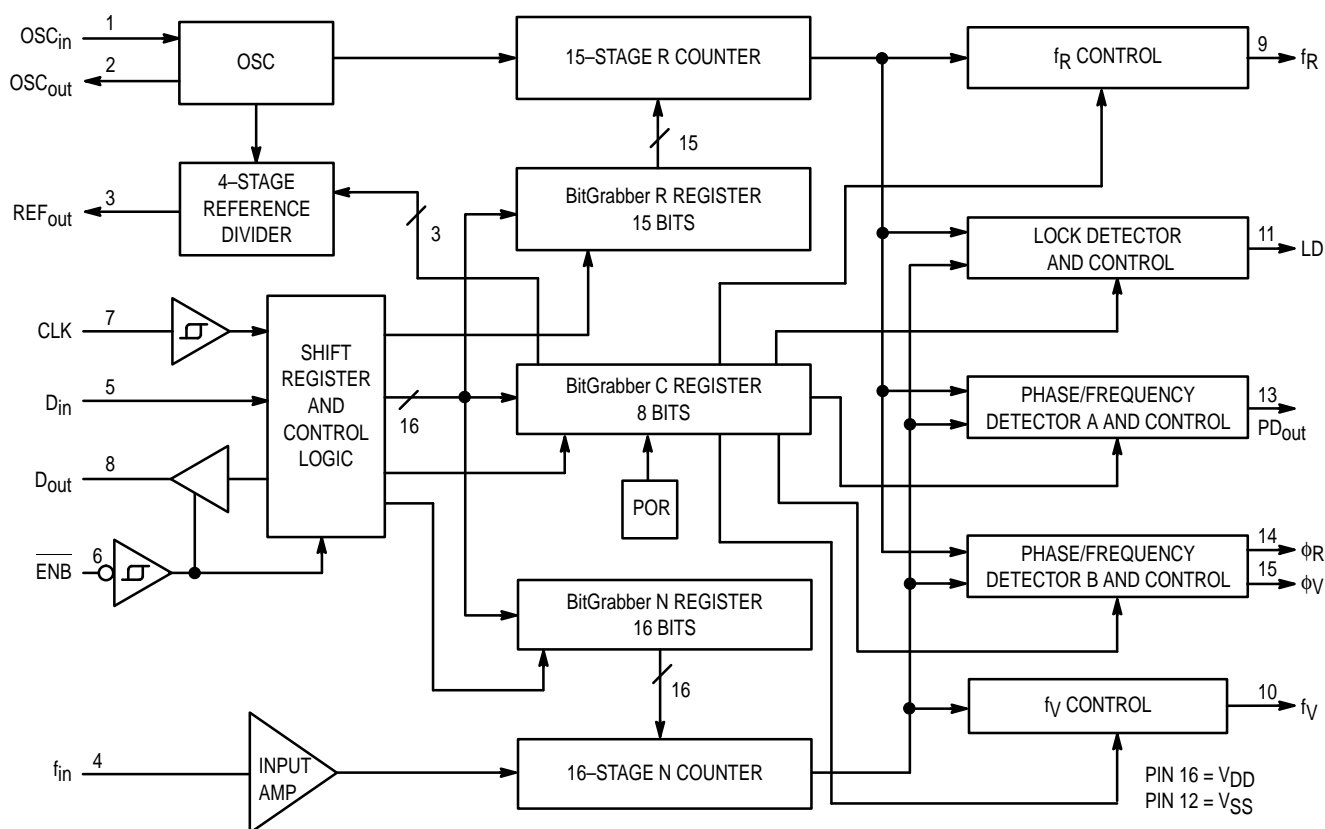 OSCin
1
OSCout
2
OSC
15–STAGE R COUNTER
fR CONTROL
9
fR
15
4–STAGE
REFERENCE
DIVIDER
REFout
3
3
BitGrabber R REGISTER
15 BITS
LOCK DETECTOR
AND CONTROL
11
LD
CLK
7
Din
5
Dout
8
ENB
6
SHIFT
REGISTER
AND
CONTROL
LOGIC
16
BitGrabber C REGISTER
8 BITS
POR
PHASE/FREQUENCY
DETECTOR A AND CONTROL
13
PDout
PHASE/FREQUENCY
DETECTOR B AND CONTROL
14
ϕR
15
ϕV
BitGrabber N REGISTER
16 BITS
16
fV CONTROL
10
fV
fin
4
INPUT
AMP
16–STAGE N COUNTER
PIN 16 = VDD
PIN 12 = VSS